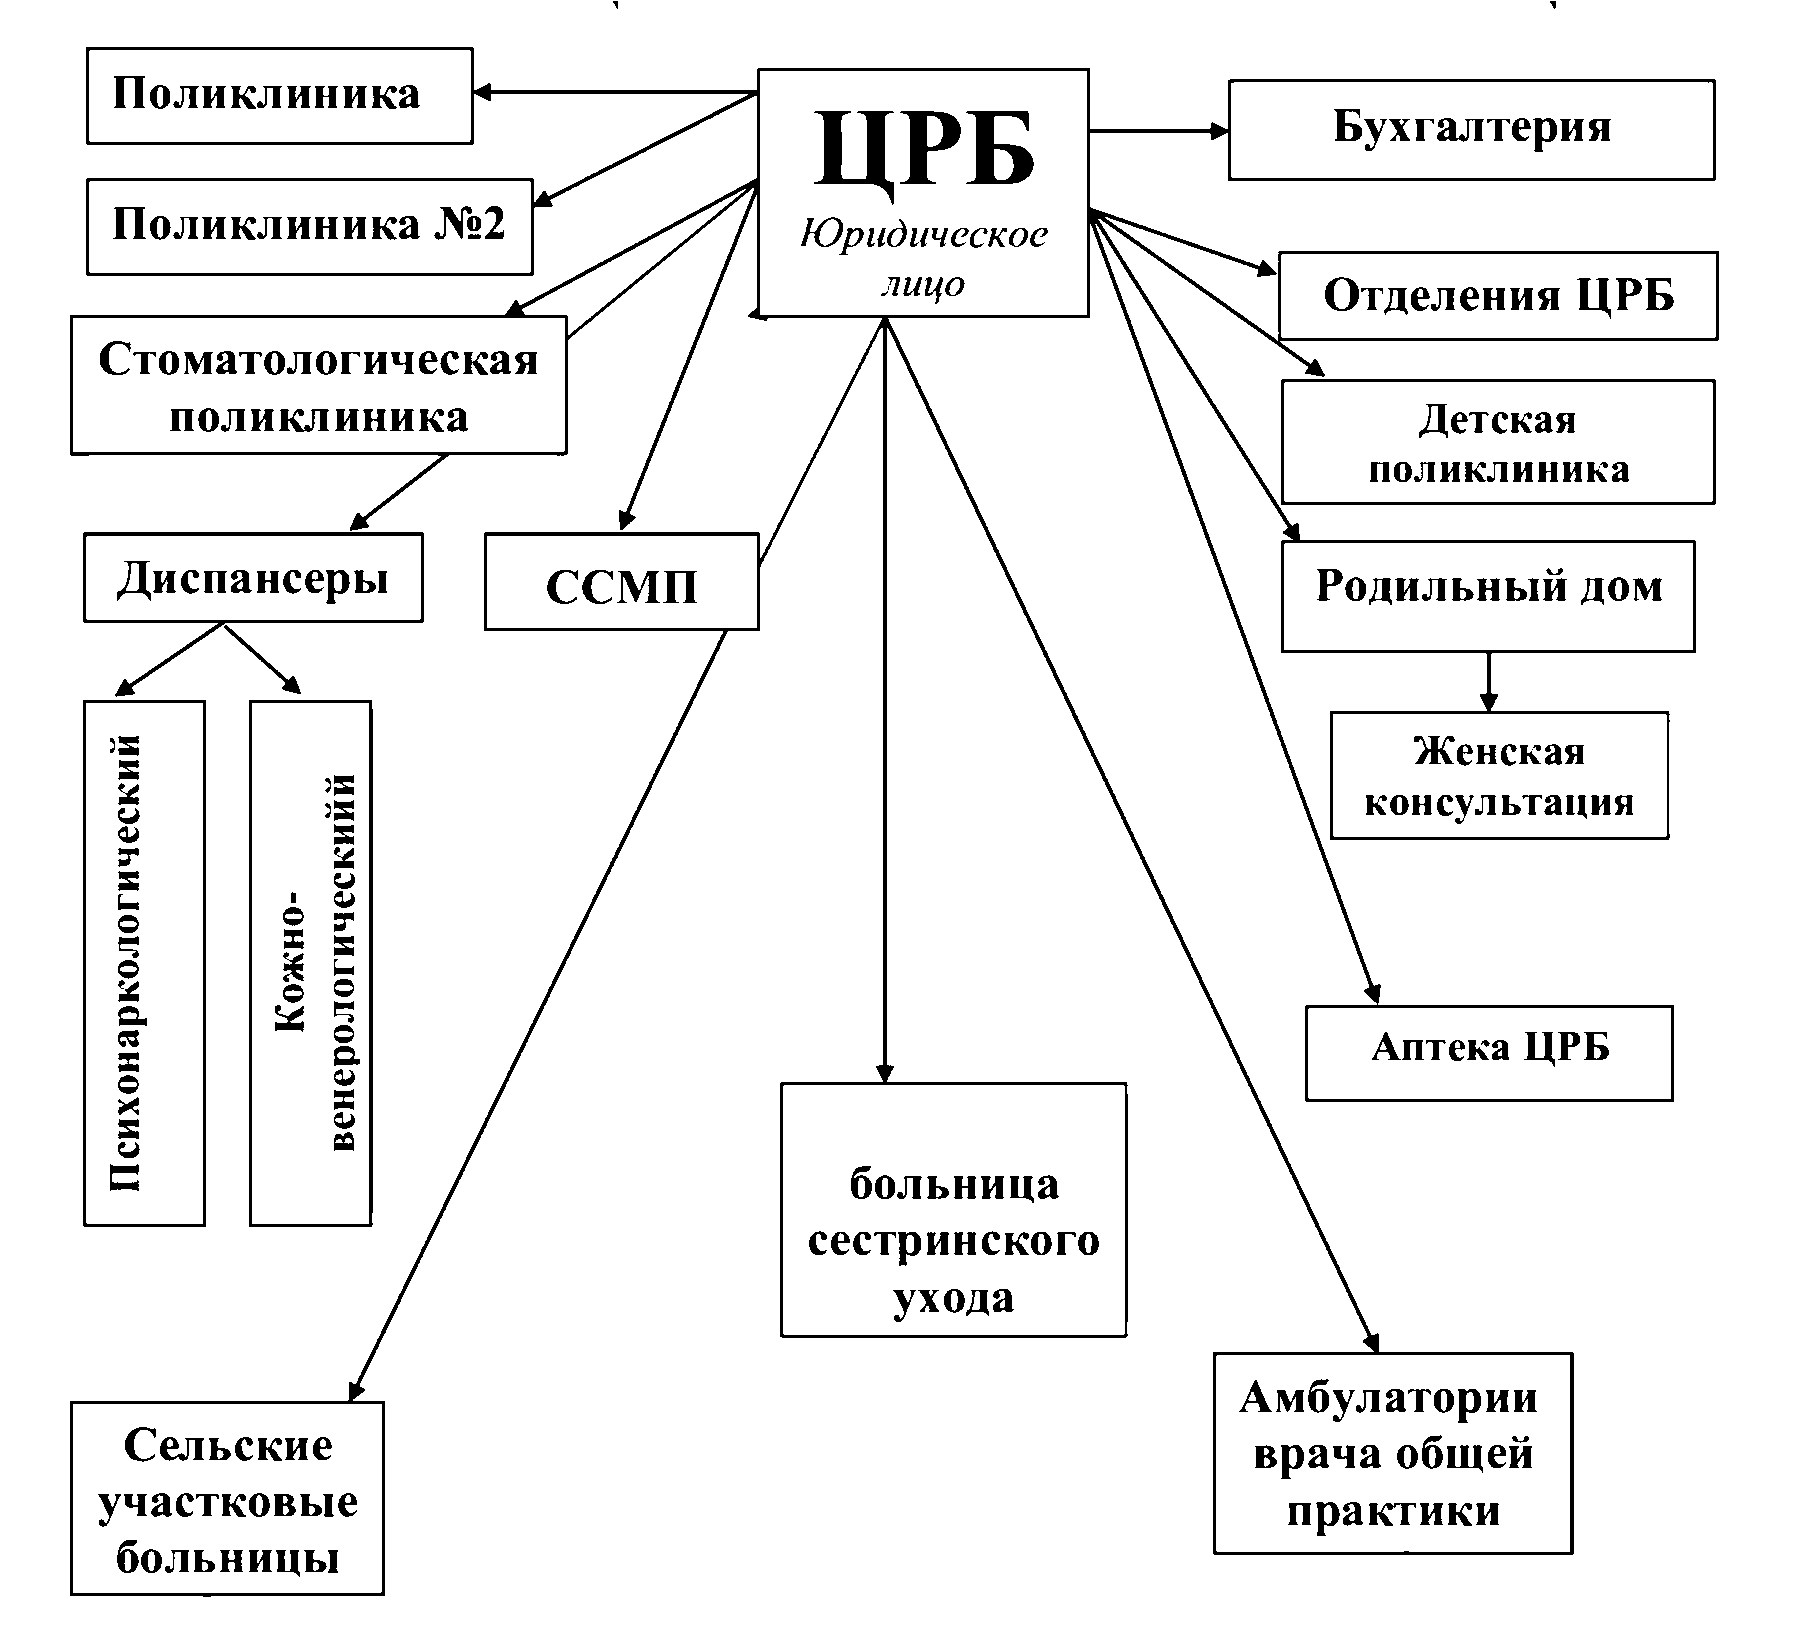 Поликлиника
ЦРБ
Юридическое
лицо
Бухгалтерия
Поликлиника №2
Отделения ЦРБ
Стоматологическая
поликлиника
Детская
поликлиника
Диспансеры
ССМП
Родильный дом
Женская
консультация
Психонаркологический
Кожно-
венерологический
Аптека ЦРБ
больница
сестринского
ухода
Амбулатории
врача общей
практики
Сельские
участковые
больницы